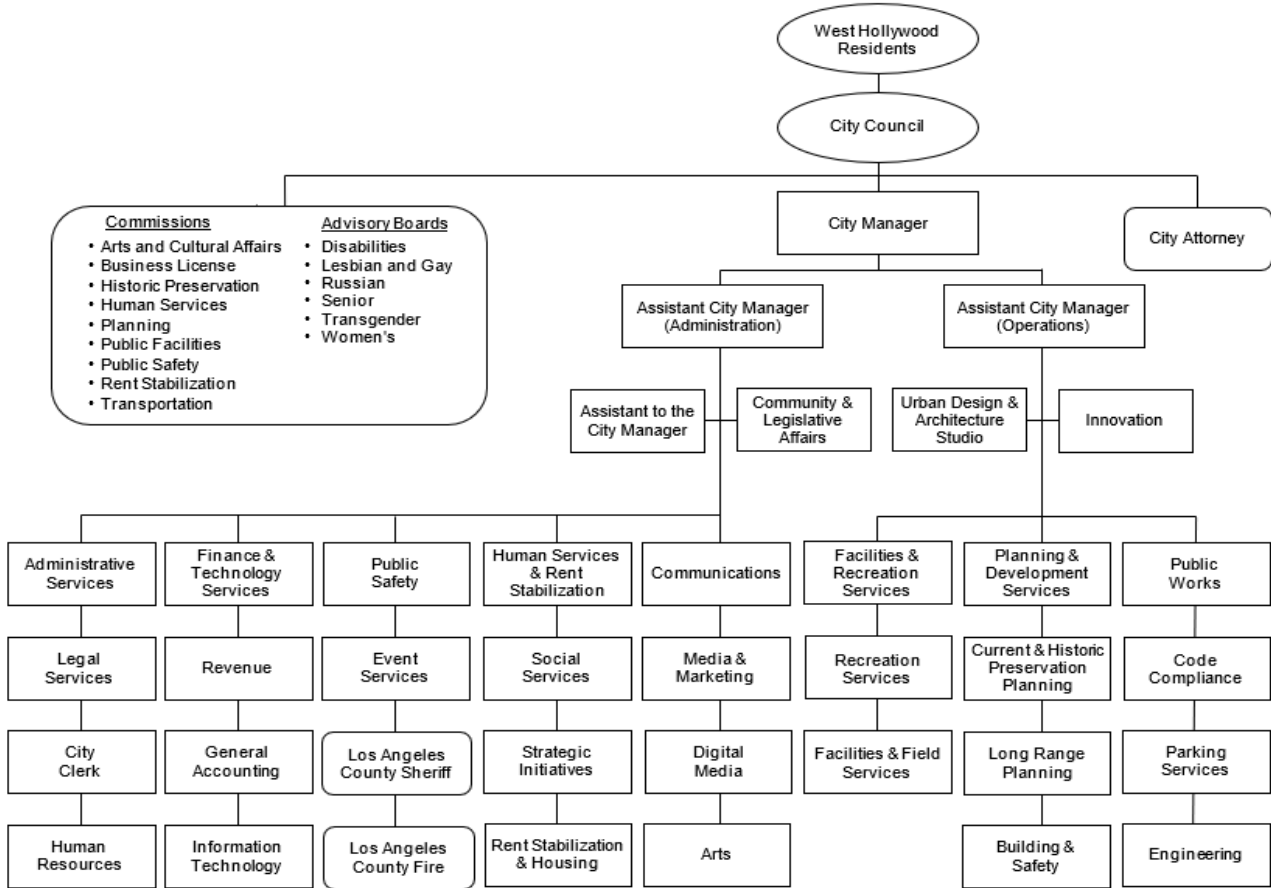 West Hollywood
Residents
City Council
City Manager
City Attorney
Commissions
• Arts and Cultural Affairs
• Business License
• Historic Preservation
• Human Services
• Planning
• Public Facilities
• Public Safety
• Rent Stabilization
• Transportation
Advisory Boards
• Disabilities
• Lesbian and Gay
• Russian
• Senior
• Transgender
• Women's
Assistant City Manager
(Administration)
Assistant City Manager
(Operations)
Assistant to the
City Manager
Community &
Legislative
Affairs
Urban Design &
Architecture
Studio
Innovation
Administrative
Services
Legal
Services
City
Clerk
Human
Resources
Finance &
Technology
Services
Revenue
General
Accounting
Information
Technology
Public
Safety
Event
Services
Los Angeles
County Sheriff
Los Angeles
County Fire
Human Services
& Rent
Stabilization
Social
Services
Strategic
Initiatives
Rent Stabilization
& Housing
Communications
Media &
Marketing
Digital
Media
Arts
Facilities &
Recreation
Services
Recreation
Services
Facilities & Field
Services
Planning &
Development
Services
Current & Historic
Preservation
Planning
Long Range
Planning
Building &
Safety
Public
Works
Code
Compliance
Parking
Services
Engineering